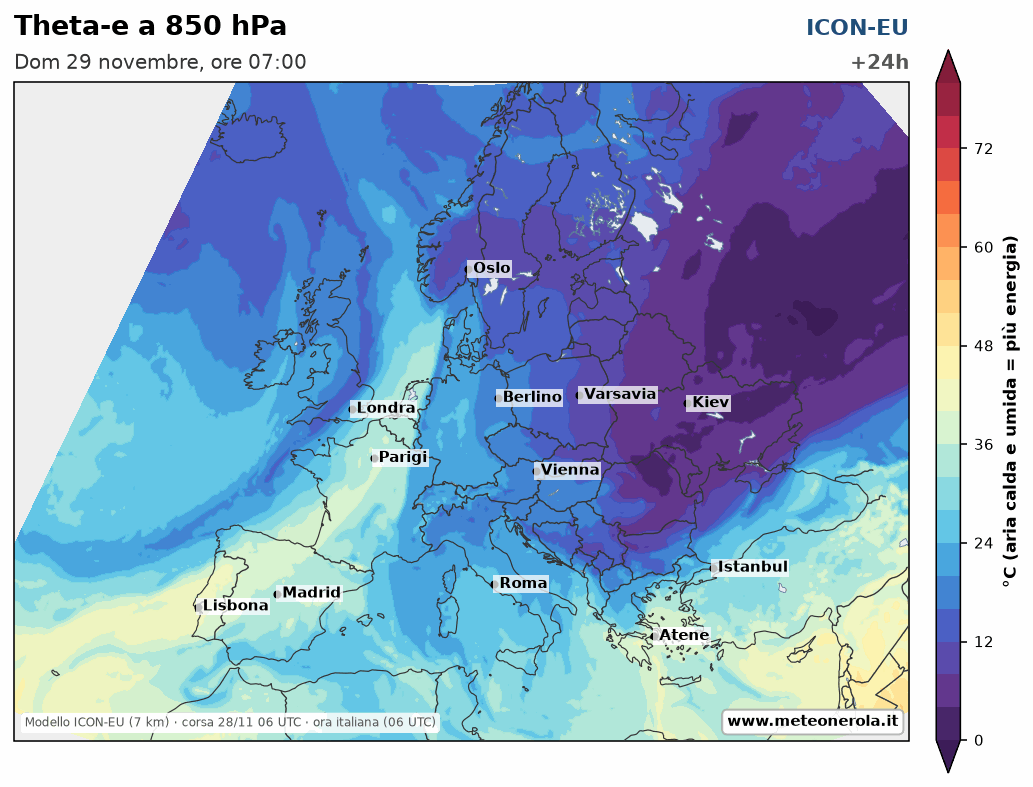 Theta-e a 850 hPa
ICON-EU
Dom 29 novembre, ore 07:00
+24h
72
60
48
36
24
12
0
°C (aria calda e umida = più energia)
Oslo
Berlino
Varsavia
Kiev
Londra
Parigi
Vienna
Istanbul
Roma
Madrid
Lisbona
Atene
Modello ICON-EU (7 km) · corsa 28/11 06 UTC · ora italiana (06 UTC)
www.meteonerola.it